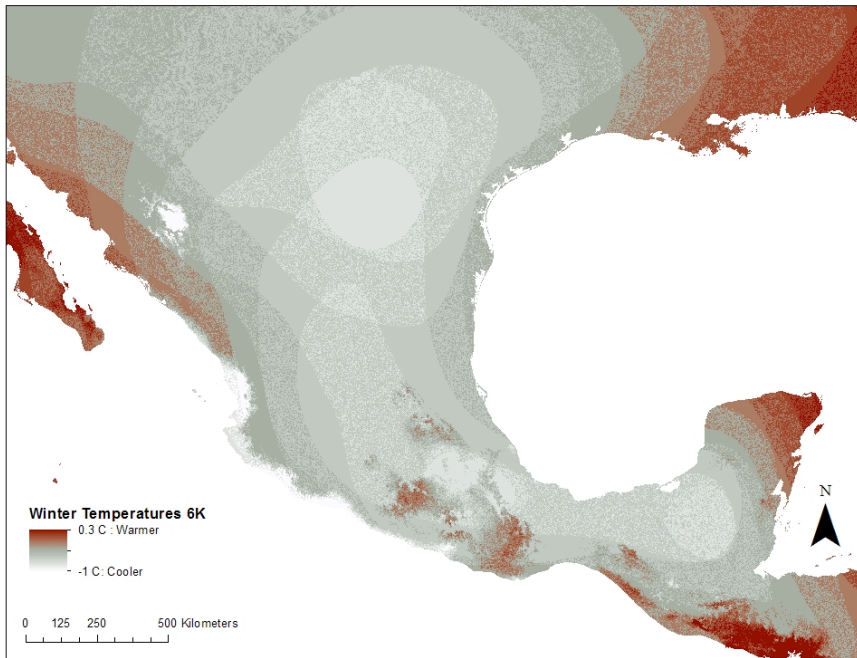 N
Winter Temperatures 6K
0.3 C : Warmer
-1 C: Cooler
0 125 250 500 Kilometers